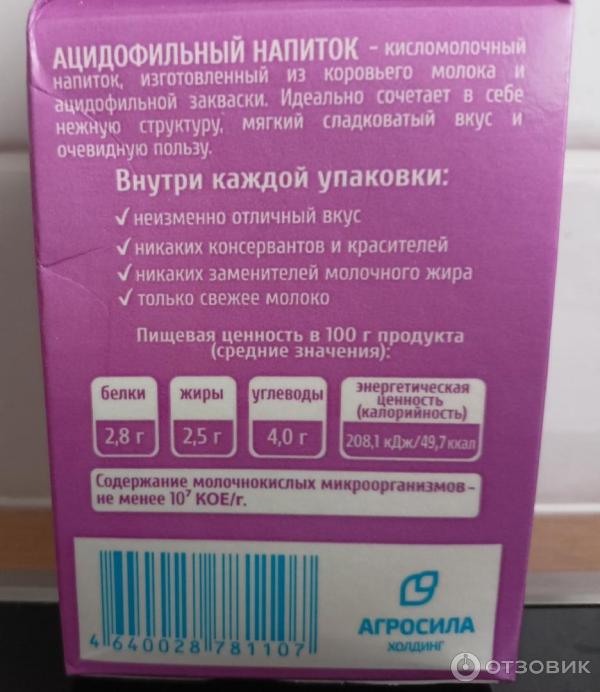 АЦИДОФИЛЬНЫЙ НАПИТОК - кисломолочный
напиток, изготовленный из коровьего молока и
ацидофильной закваски. Идеально сочетает в себе
нежную структуру, мягкий сладковатый вкус и
очевидную пользу.
Внутри каждой упаковки:
✓ неизменно отличный вкус
✓ никаких консервантов и красителей
✓ никаких заменителей молочного жира
✓ только свежее молоко
Пищевая ценность в 100 г продукта
(средние значения):
белки
2,8 г
жиры
2,5 г
углеводы
4,0 г
энергетическая
ценность
(калорийность)
208,1 кДж/49,7 ккал
Содержание молочнокислых микроорганизмов -
не менее 10⁷ КОЕ/г.
4 640028 781107
АГРОСИЛА
ХОЛДИНГ
ОТЗОВИК